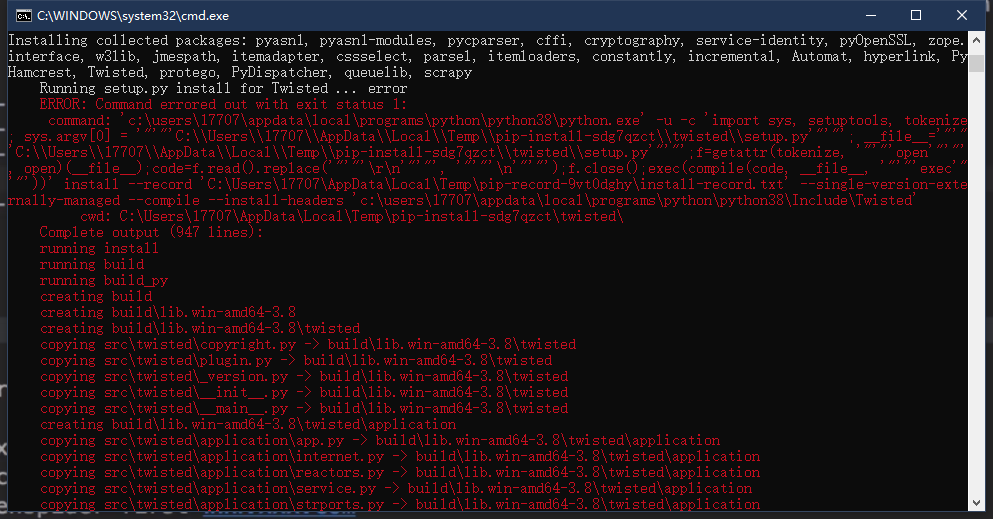 C:\WINDOWS\system32\cmd.exe
Installing collected packages: pyasn1, pyasn1-modules, pycparser, cffi, cryptography, service-identity, pyOpenSSL, zope.
interface, w3lib, jmespath, itemadapter, cssselect, parsel, itemloaders, constantly, incremental, Automat, hyperlink, Py
Hamcrest, Twisted, protego, PyDispatcher, queuelib, scrapy
    Running setup.py install for Twisted ... error
    ERROR: Command errored out with exit status 1:
     command: 'c:\users\17707\appdata\local\programs\python\python38\python.exe' -u -c 'import sys, setuptools, tokenize
; sys.argv[0] = '"'"'C:\\Users\\17707\\AppData\\Local\\Temp\\pip-install-sdg7qzct\\twisted\\setup.py'"'"'; __file__='"'"
'C:\\Users\\17707\\AppData\\Local\\Temp\\pip-install-sdg7qzct\\twisted\\setup.py'"'"';f=getattr(tokenize, '"'"'open'"'"'
, open)(__file__);code=f.read().replace('"'"'\r\n'"'"', '"'"'\n'"'"');f.close();exec(compile(code, __file__, '"'"'exec'"
'"'))' install --record 'C:\Users\17707\AppData\Local\Temp\pip-record-9vt0dghy\install-record.txt' --single-version-exte
rnally-managed --compile --install-headers 'c:\users\17707\appdata\local\programs\python\python38\Include\Twisted'
         cwd: C:\Users\17707\AppData\Local\Temp\pip-install-sdg7qzct\twisted\
    Complete output (947 lines):
    running install
    running build
    running build_py
    creating build
    creating build\lib.win-amd64-3.8
    creating build\lib.win-amd64-3.8\twisted
    copying src\twisted\copyright.py -> build\lib.win-amd64-3.8\twisted
    copying src\twisted\plugin.py -> build\lib.win-amd64-3.8\twisted
    copying src\twisted\_version.py -> build\lib.win-amd64-3.8\twisted
    copying src\twisted\__init__.py -> build\lib.win-amd64-3.8\twisted
    copying src\twisted\__main__.py -> build\lib.win-amd64-3.8\twisted
    creating build\lib.win-amd64-3.8\twisted\application
    copying src\twisted\application\app.py -> build\lib.win-amd64-3.8\twisted\application
    copying src\twisted\application\internet.py -> build\lib.win-amd64-3.8\twisted\application
    copying src\twisted\application\reactors.py -> build\lib.win-amd64-3.8\twisted\application
    copying src\twisted\application\service.py -> build\lib.win-amd64-3.8\twisted\application
    copying src\twisted\application\strports.py -> build\lib.win-amd64-3.8\twisted\application